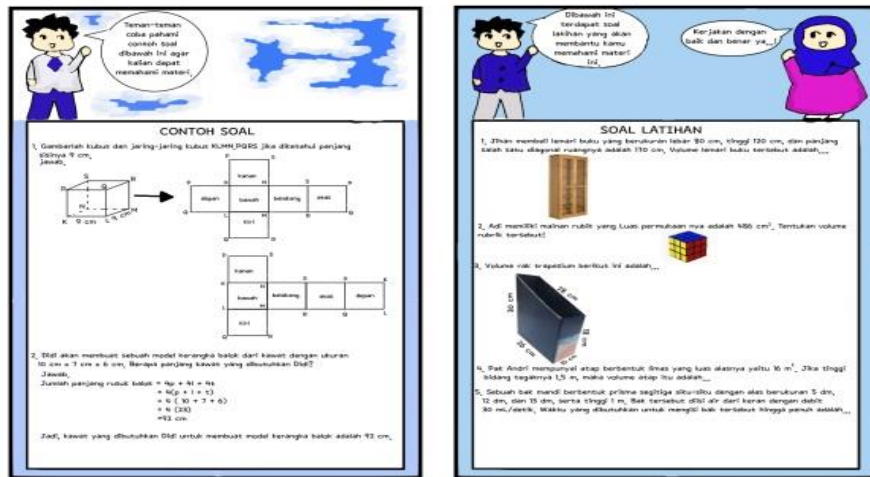 Teman-teman
coba pahami
contoh soal
dibawah ini agar
kalian dapat
memahami materi.
CONTOH SOAL
1. Gambarlah kubus dan jaring-jaring kubus KLMN.PQRS jika diketahui panjang
sisinya 9 cm.
Jawab.
kanan
depan bawah belakang atas
kiri
K 9 cm L 9 cm M
kanan
bawah belakang atas depan
kiri
2. Didi akan membuat sebuah model kerangka balok dari kawat dengan ukuran
10 cm x 7 cm x 6 cm. Berapa panjang kawat yang dibutuhkan Didi?
Jawab.
Jumlah panjang rusuk balok = 4p + 4l + 4t
= 4(p + l + t)
= 4 ( 10 + 7 + 6)
= 4 (23)
=92 cm
Jadi, kawat yang dibutuhkan Didi untuk membuat model kerangka balok adalah 92 cm.
Dibawah ini
terdapat soal
latihan yang akan
membantu kamu
memahami materi
ini.
Kerjakan dengan
baik dan benar ya...!
SOAL LATIHAN
1. Jihan membeli lemari buku yang berukuran lebar 30 cm, tinggi 120 cm, dan panjang
salah satu diagonal ruangnya adalah 130 cm. Volume lemari buku tersebut adalah...
2. Adi memiliki mainan rubik yang Luas permukaan nya adalah 486 cm². Tentukan volume
rubrik tersebut!
3. Volume rak trapesium berikut ini adalah...
28 cm
30 cm
26 cm
10 cm
4. Pak Andri mempunyai atap berbentuk limas yang luas alasnya yaitu 16 m². Jika tinggi
bidang tegaknya 1,5 m, maka volume atap itu adalah...
5. Sebuah bak mandi berbentuk prisma segitiga siku-siku dengan alas berukuran 5 dm,
12 dm, dan 13 dm, serta tinggi 1 m. Bak tersebut diisi air dari keran dengan debit
30 mL/detik. Waktu yang dibutuhkan untuk mengisi bak tersebut hingga penuh adalah...